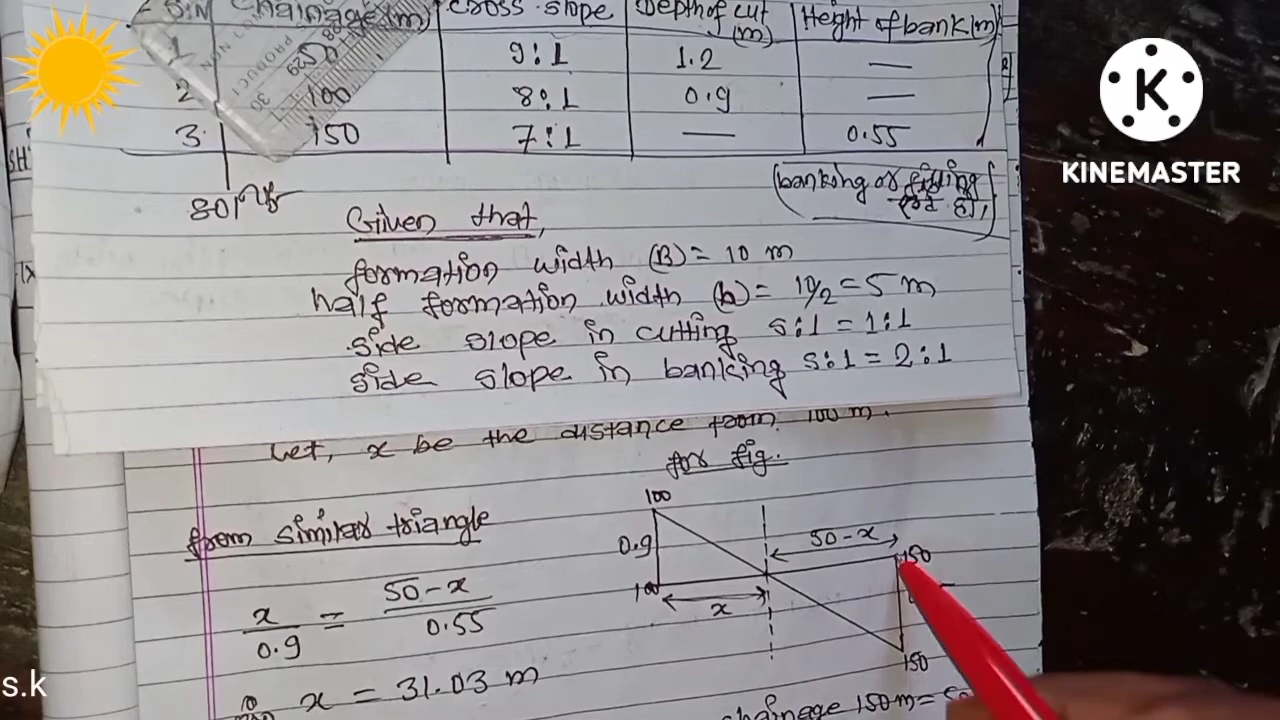 S.N Chainage(m) Cross-slope Depth of cut (m) Height of bank(m)
1 50 9:1 1.2 —
2 100 8:1 0.9 —
3 150 7:1 — 0.55
(banking or filling
Given that,
formation width (B) = 10 m
half formation width (b) = 10/2 = 5 m
side slope in cutting s:1 = 1:1
side slope in banking s:1 = 2:1
Let, x be the distance from 100 m.
for fig.
from similar triangle
x/0.9 = 50-x/0.55
x = 31.03 m
100
0.9
100
x
50-x
150
150
chainage 150m =
K
KINEMASTER
s.k